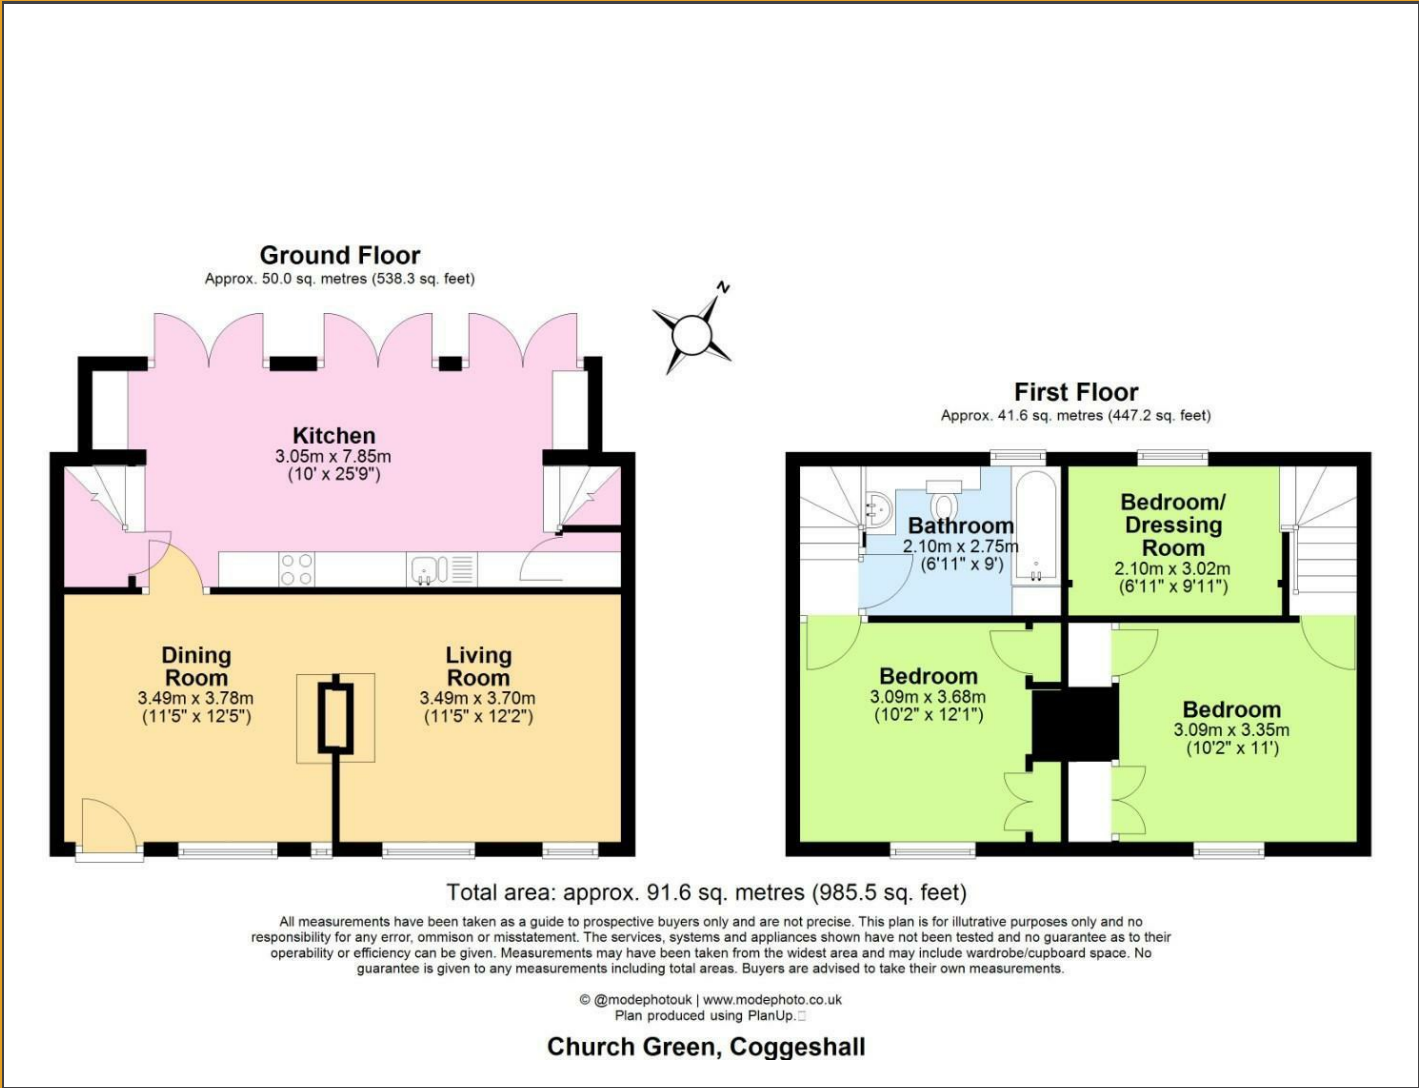 Ground Floor
Approx. 50.0 sq. metres (538.3 sq. feet)
N
Kitchen
3.05m x 7.85m
(10' x 25'9")
Dining
Room
3.49m x 3.78m
(11'5" x 12'5")
Living
Room
3.49m x 3.70m
(11'5" x 12'2")
First Floor
Approx. 41.6 sq. metres (447.2 sq. feet)
Bathroom
2.10m x 2.75m
(6'11" x 9')
Bedroom/
Dressing
Room
2.10m x 3.02m
(6'11" x 9'11")
Bedroom
3.09m x 3.68m
(10'2" x 12'1")
Bedroom
3.09m x 3.35m
(10'2" x 11')
Total area: approx. 91.6 sq. metres (985.5 sq. feet)
All measurements have been taken as a guide to prospective buyers only and are not precise. This plan is for illutrative purposes only and no
responsibility for any error, ommison or misstatement. The services, systems and appliances shown have not been tested and no guarantee as to their
operability or efficiency can be given. Measurements may have been taken from the widest area and may include wardrobe/cupboard space. No
guarantee is given to any measurements including total areas. Buyers are advised to take their own measurements.
© @modephotouk | www.modephoto.co.uk
Plan produced using PlanUp.
Church Green, Coggeshall